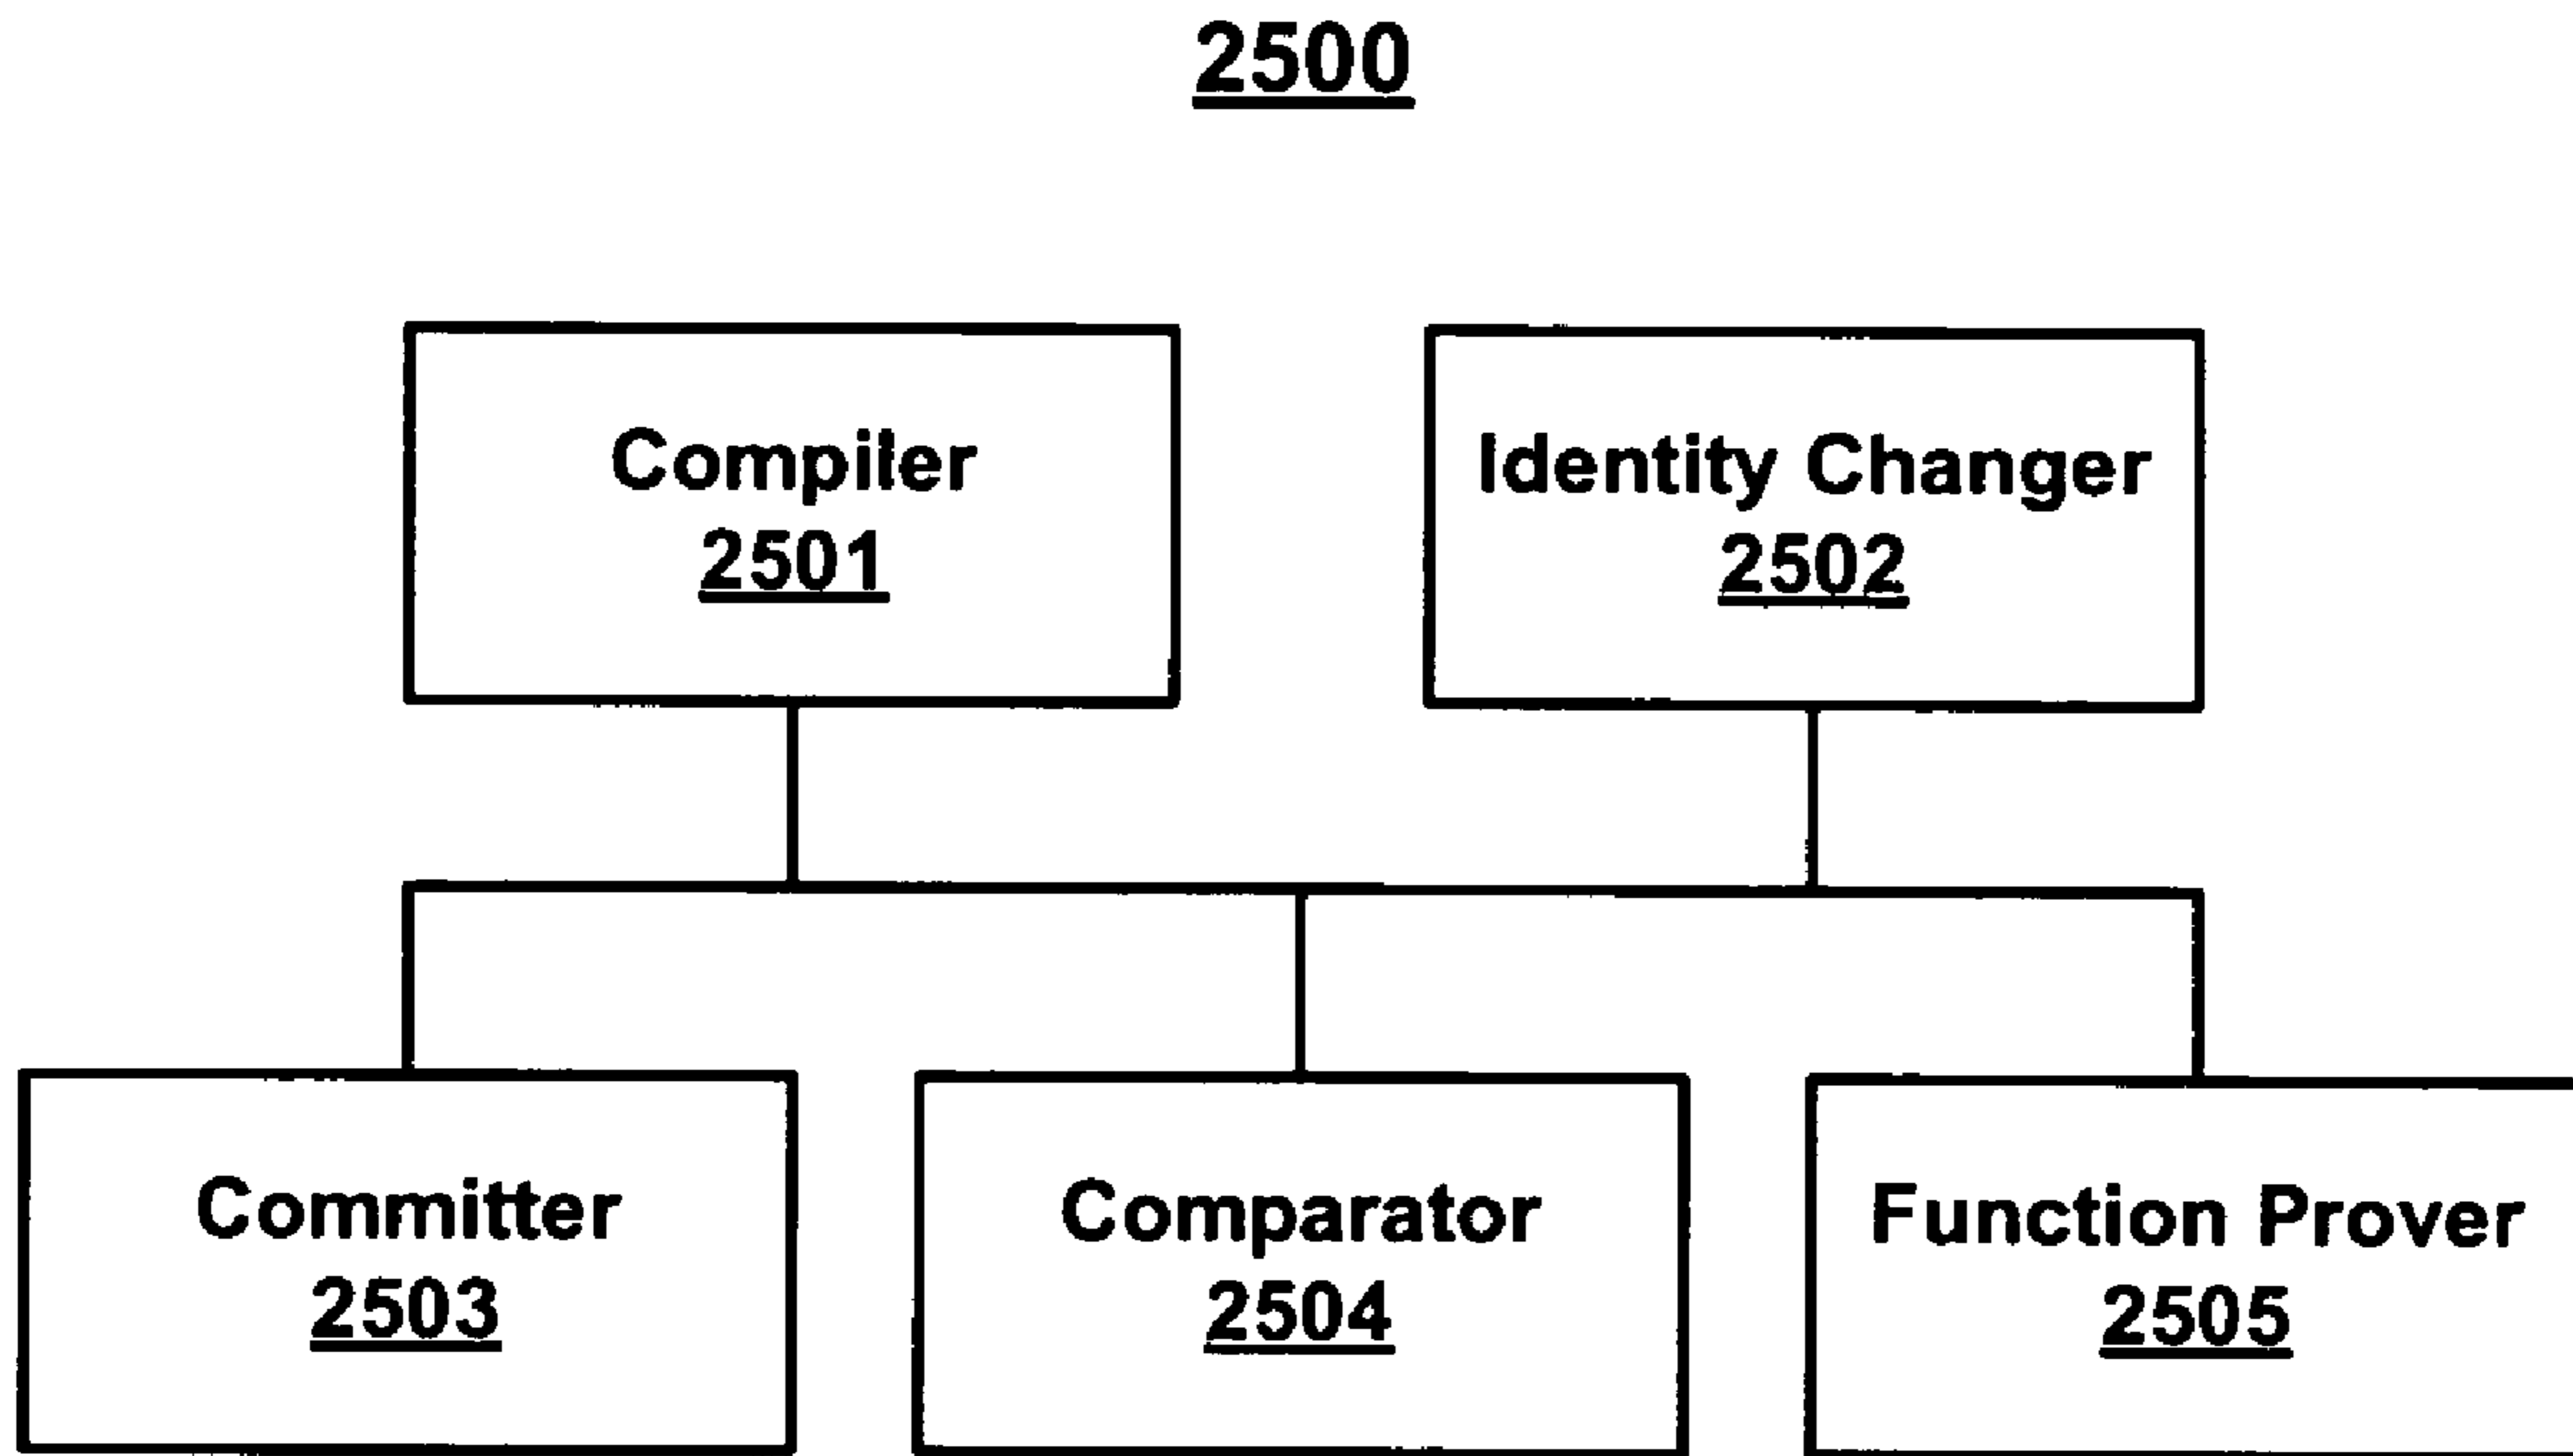 2500
Compiler
2501
Identity Changer
2502
Committer
2503
Comparator
2504
Function Prover
2505